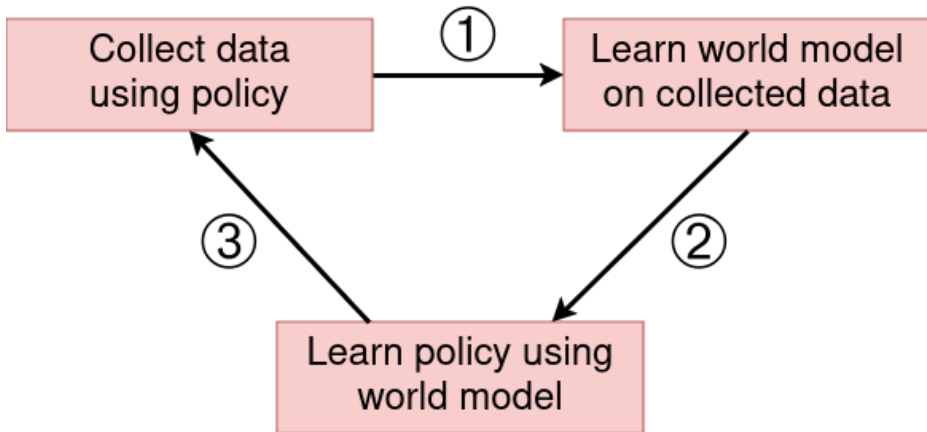 Collect data
using policy
①
Learn world model
on collected data
②
Learn policy using
world model
③